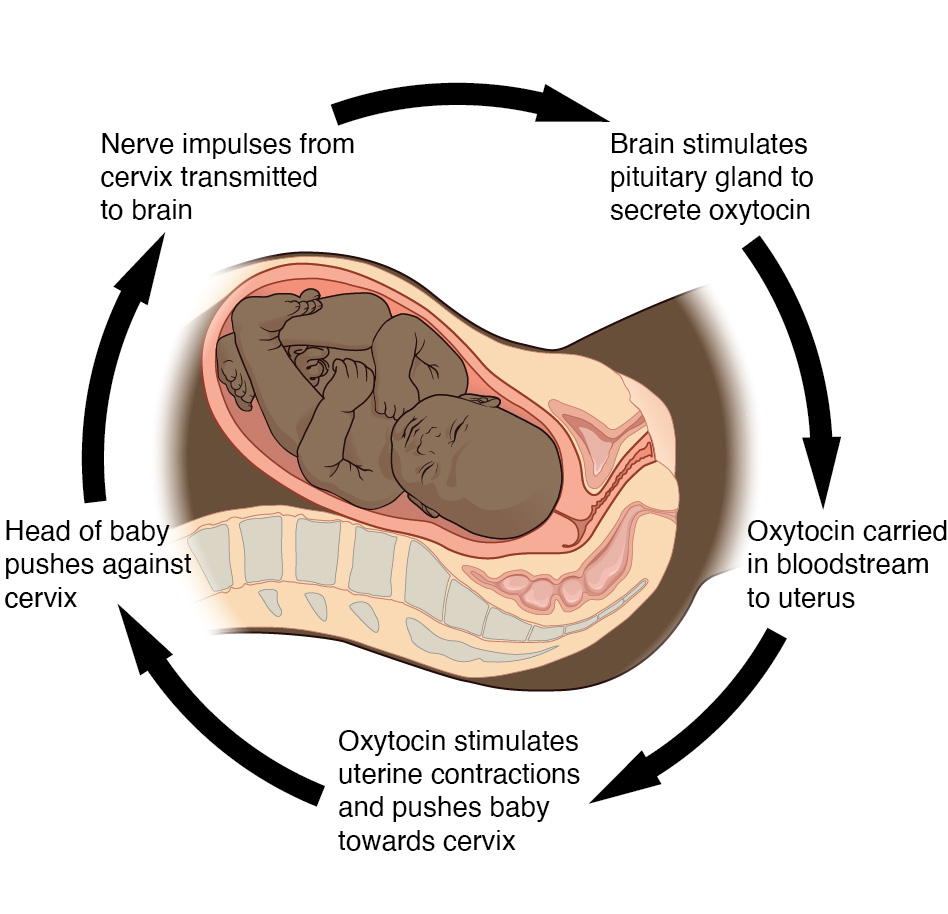 Nerve impulses from
cervix transmitted
to brain
Brain stimulates
pituitary gland to
secrete oxytocin
Head of baby
pushes against
cervix
Oxytocin carried
in bloodstream
to uterus
Oxytocin stimulates
uterine contractions
and pushes baby
towards cervix